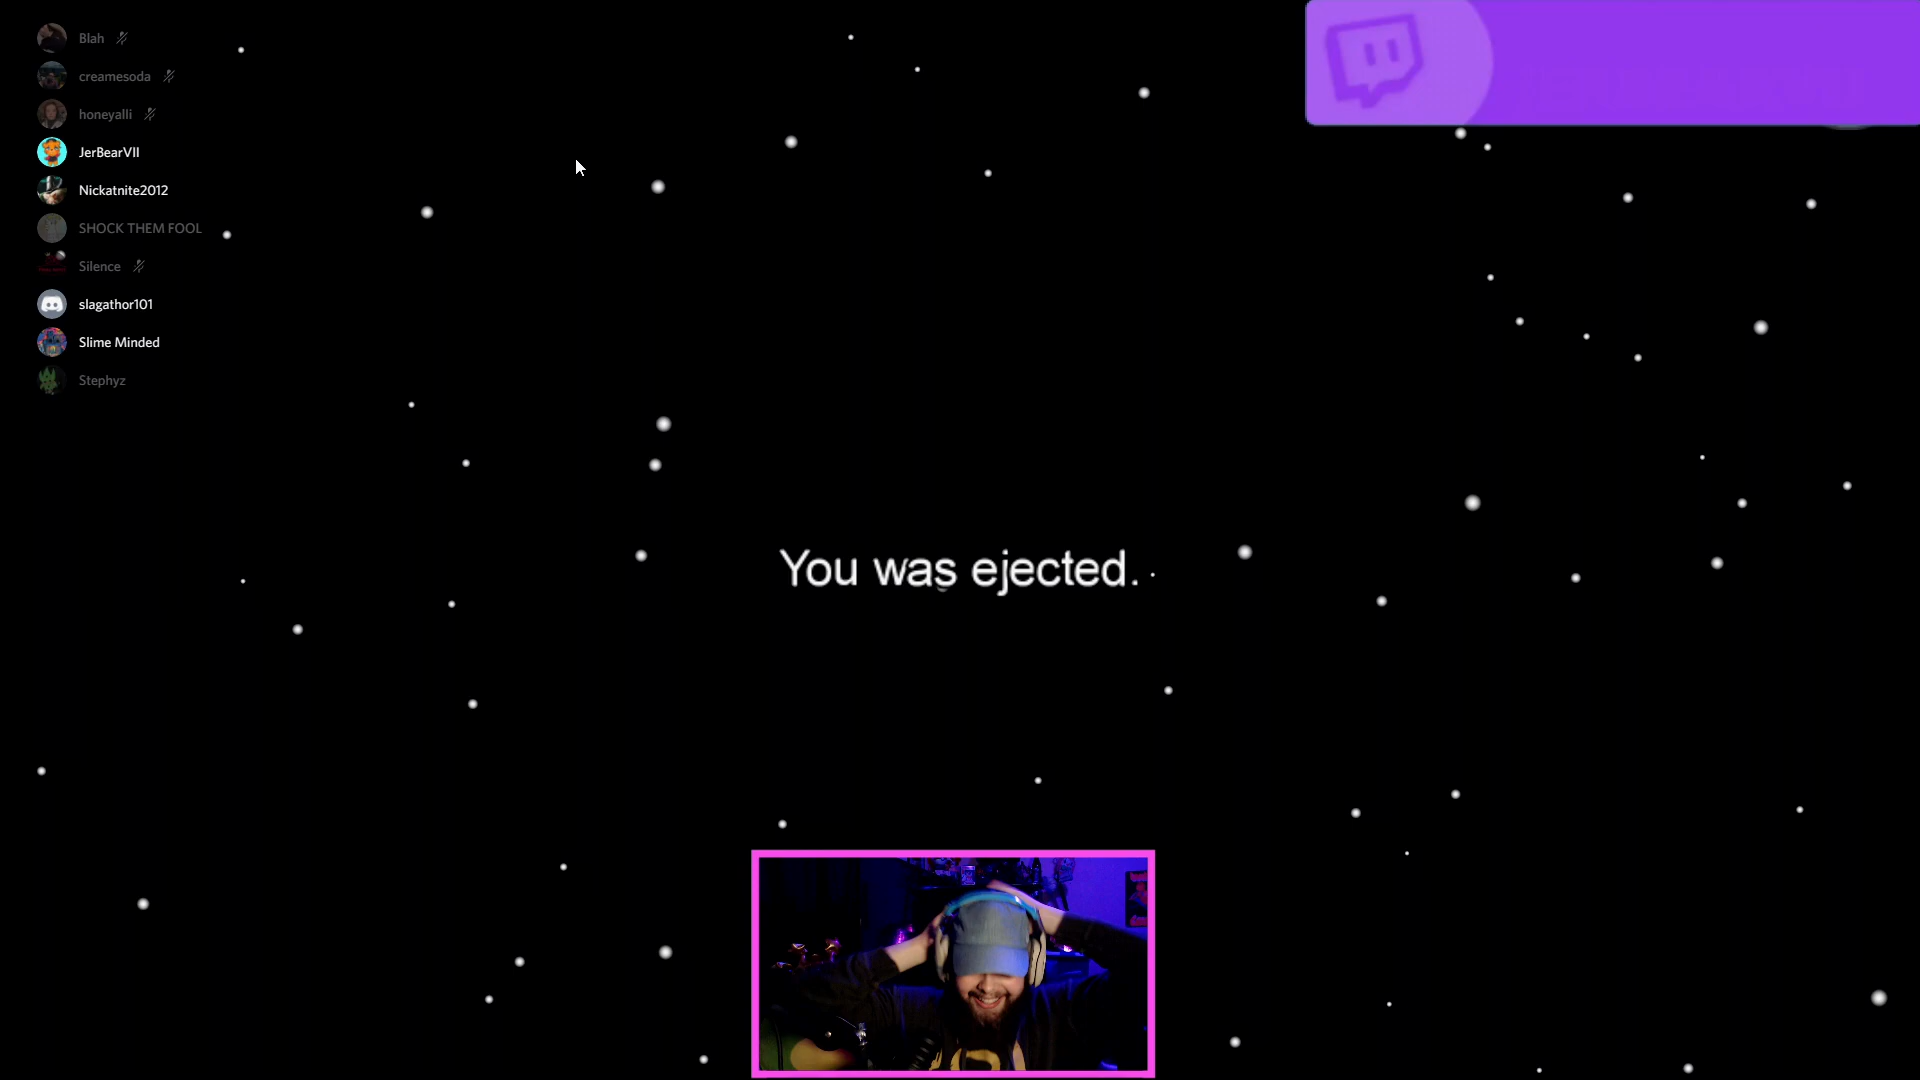 Blah
creamesoda
honeyalli
JerBearVII
Nickatnite2012
SHOCK THEM FOOL
Silence
slagathor101
Slime Minded
Stephyz
You was ejected.